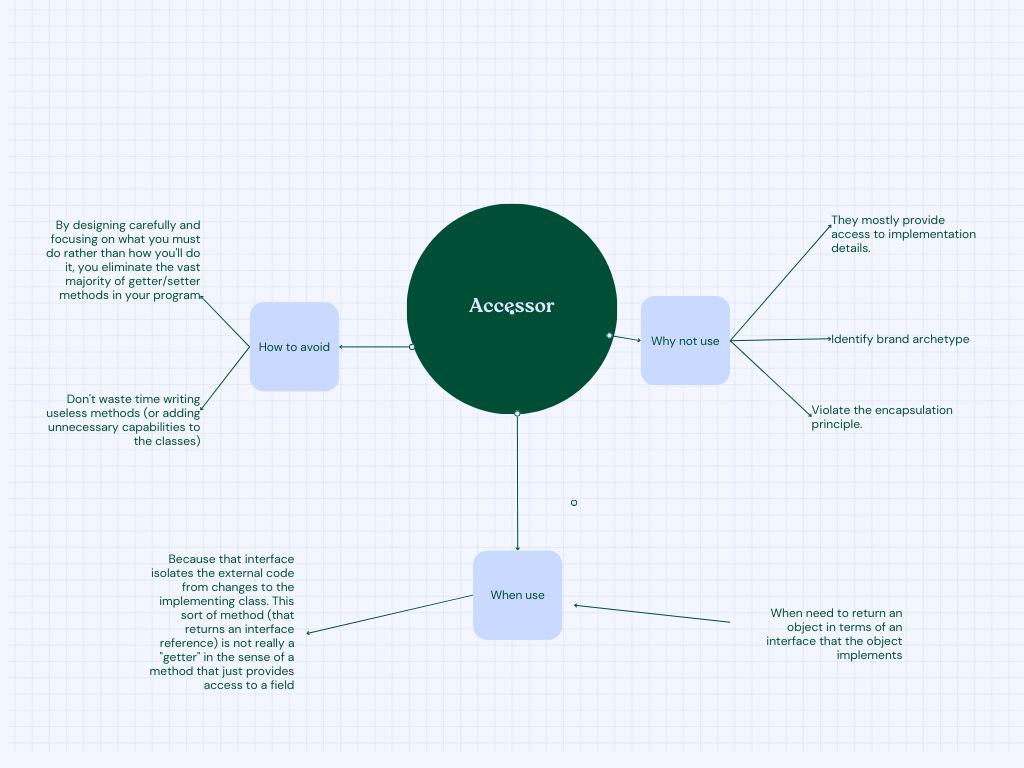 Accessor
By designing carefully and
focusing on what you must
do rather than how you'll do
it, you eliminate the vast
majority of getter/setter
methods in your program.
How to avoid
Don't waste time writing
useless methods (or adding
unnecessary capabilities to
the classes)
Why not use
They mostly provide
access to implementation
details.
Identify brand archetype
Violate the encapsulation
principle.
When use
Because that interface
isolates the external code
from changes to the
implementing class. This
sort of method (that
returns an interface
reference) is not really a
"getter" in the sense of a
method that just provides
access to a field
When need to return an
object in terms of an
interface that the object
implements